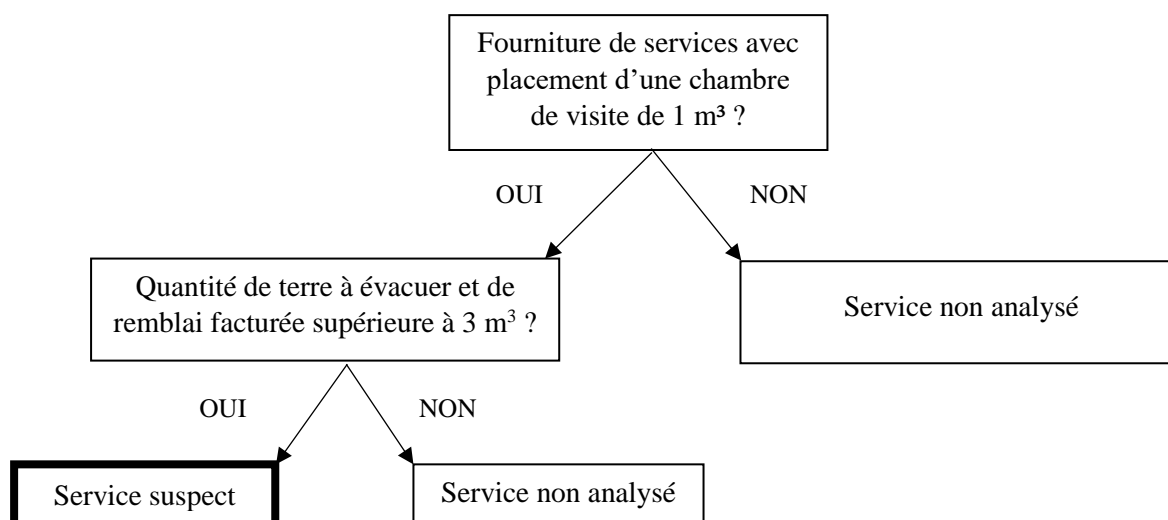 Fourniture de services avec
placement d’une chambre
de visite de 1 m³ ?
OUI
NON
Quantité de terre à évacuer et de
remblai facturée supérieure à 3 m³ ?
Service non analysé
OUI
NON
Service suspect
Service non analysé